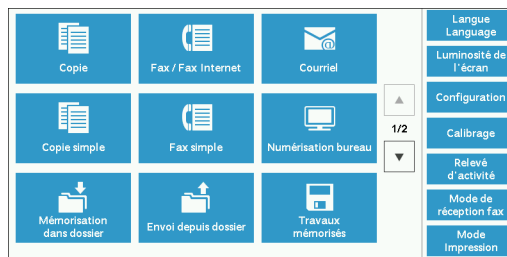 Copie
Fax / Fax Internet
Courriel
Copie simple
Fax simple
Numérisation bureau
Mémorisation
dans dossier
Envoi depuis dossier
Travaux
mémorisés
1/2
Langue
Language
Luminosité de
l'écran
Configuration
Calibrage
Relevé
d'activité
Mode de
réception fax
Mode
Impression